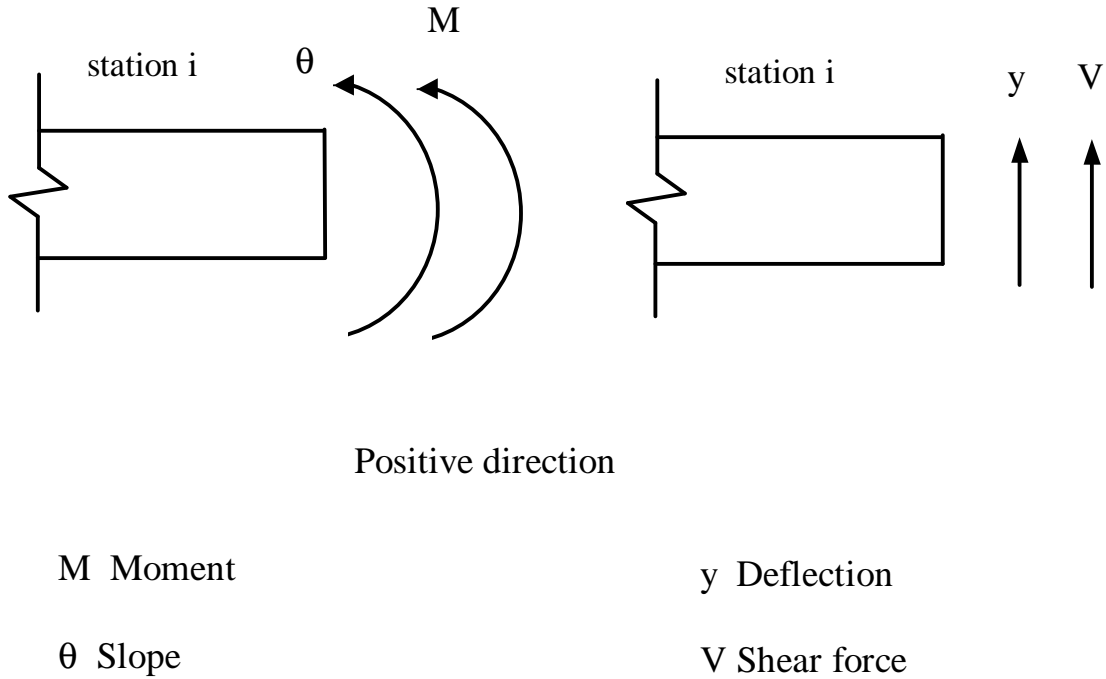 M
station i
θ
station i
y
V
Positive direction
M Moment
y Deflection
θ Slope
V Shear force